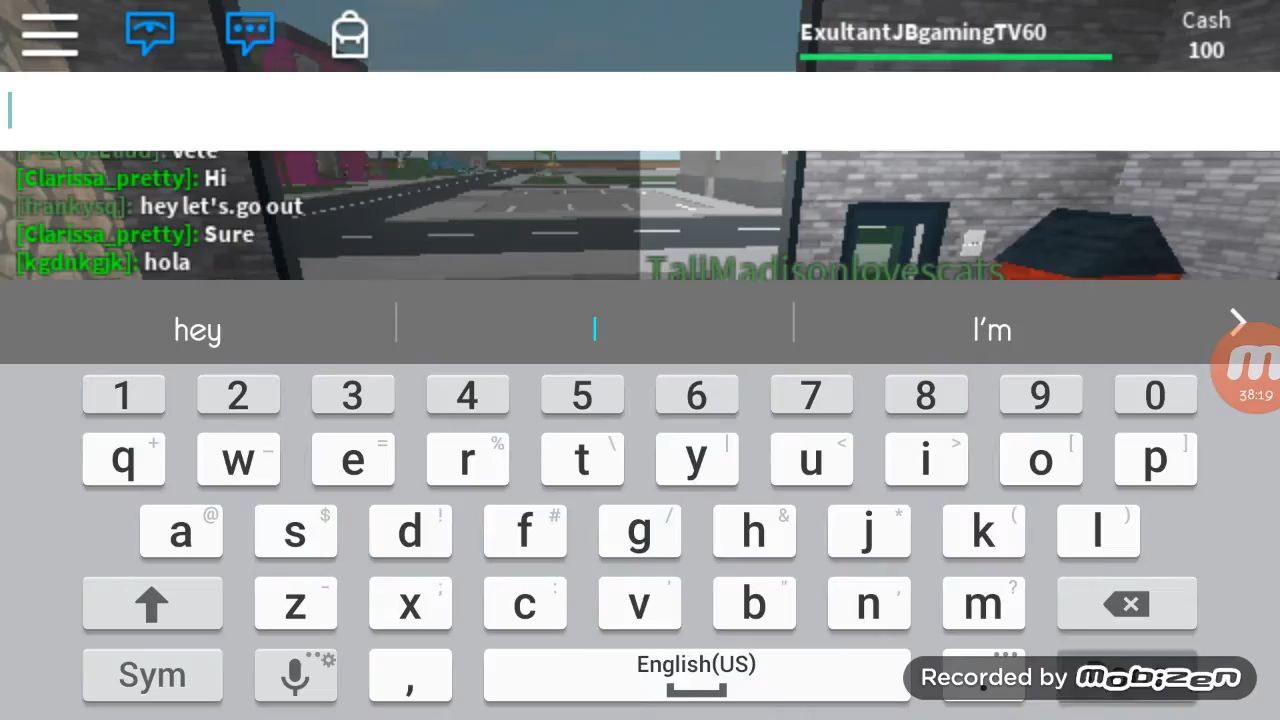 ExultantJBgamingTV60
Cash
100
vete
[Clarissa_pretty]: Hi
[frankysq]: hey let's.go out
[Clarissa_pretty]: Sure
[kgdnkgjk]: hola
TallMadisonlovescats
hey I I'm
38:19
1 2 3 4 5 6 7 8 9 0
q + w - e = r % t \ y | u < i > o [ p ]
a @ s $ d ! f # g / h & j * k ( l )
z - x ; c : v ' b " n , m ?
Sym , English(US) .
Recorded by mobizen